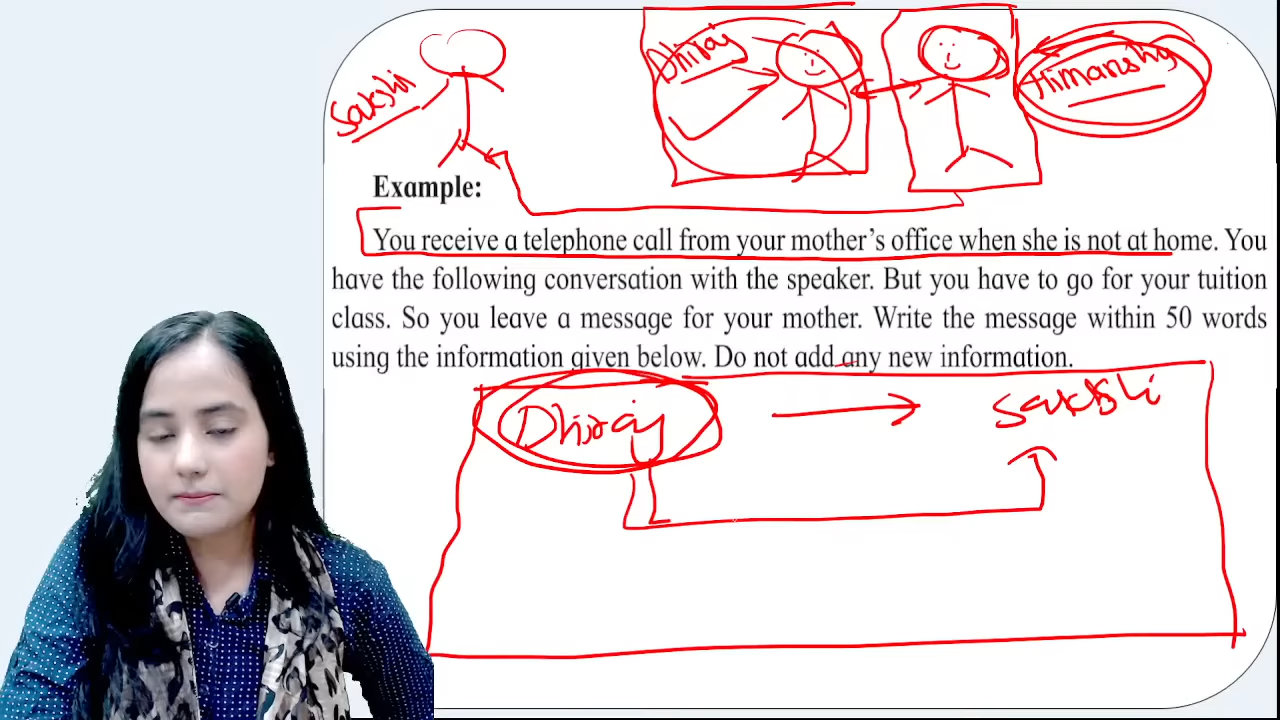 Sakshi
Dhiraj
Himanshu
Example:
You receive a telephone call from your mother's office when she is not at home. You
have the following conversation with the speaker. But you have to go for your tuition
class. So you leave a message for your mother. Write the message within 50 words
using the information given below. Do not add any new information.
Dhiraj
Sakshi